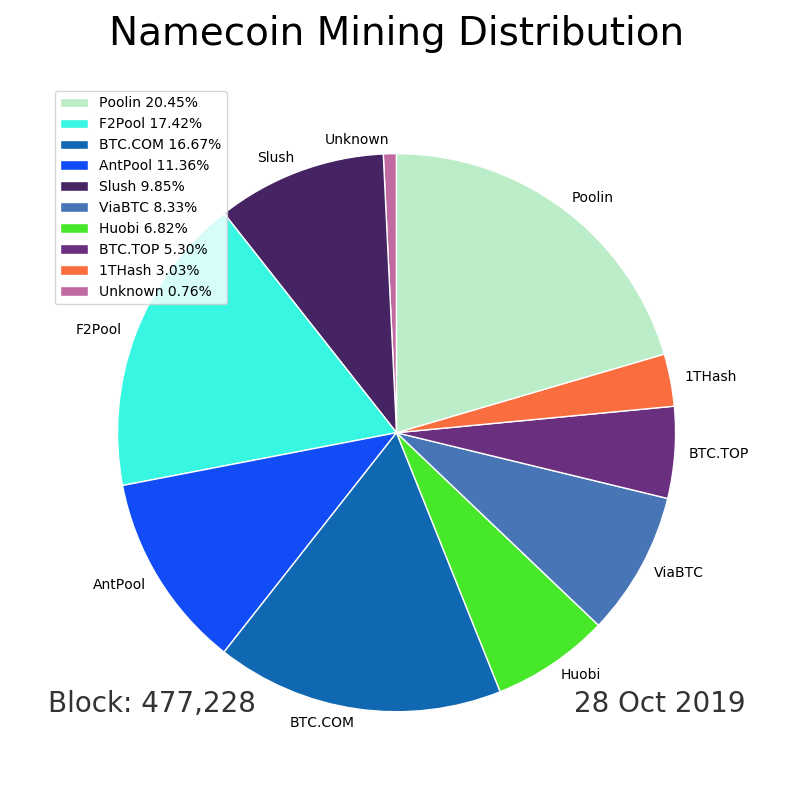 Namecoin Mining Distribution
Poolin 20.45%
F2Pool 17.42%
BTC.COM 16.67%
AntPool 11.36%
Slush 9.85%
ViaBTC 8.33%
Huobi 6.82%
BTC.TOP 5.30%
1THash 3.03%
Unknown 0.76%
Unknown
Slush
Poolin
F2Pool
1THash
BTC.TOP
ViaBTC
AntPool
Huobi
BTC.COM
Block: 477,228
28 Oct 2019